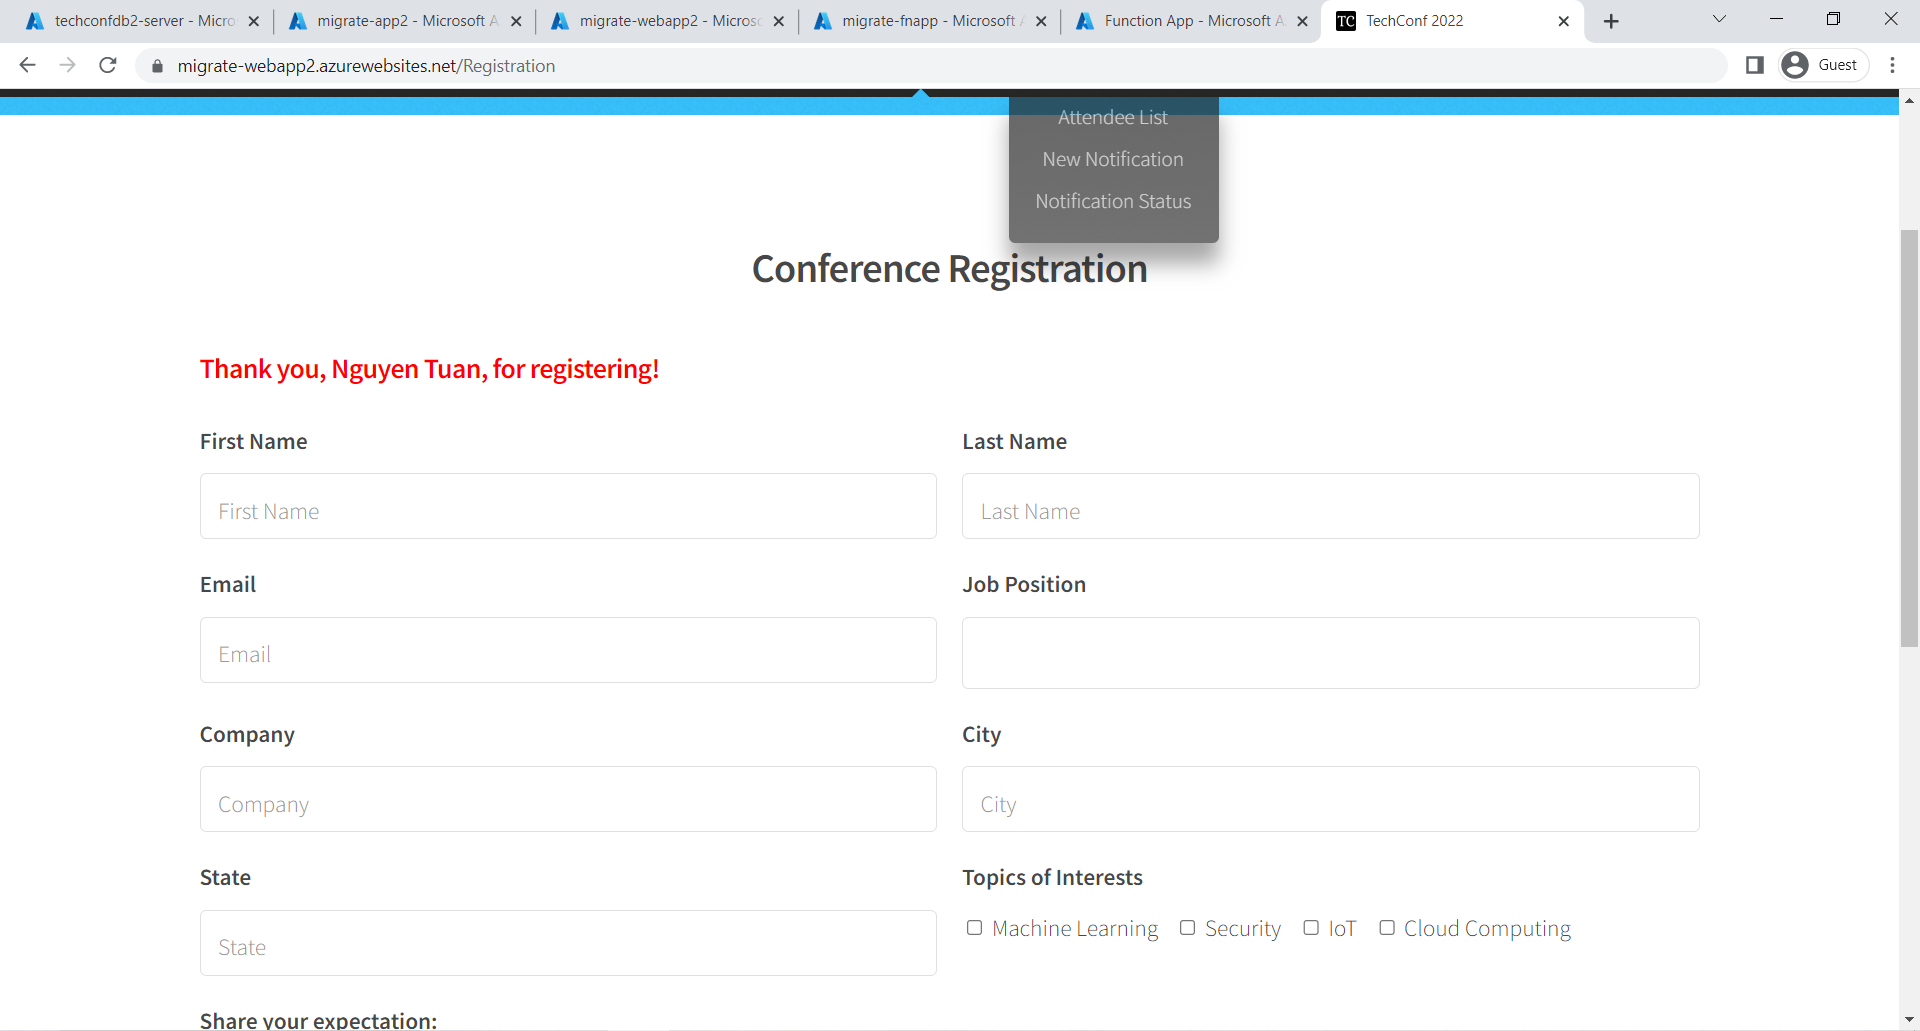 techconfdb2-server - Micro
migrate-app2 - Microsoft A
migrate-webapp2 - Microso
migrate-fnapp - Microsoft A
Function App - Microsoft A
TC TechConf 2022
migrate-webapp2.azurewebsites.net/Registration
Guest
Attendee List
New Notification
Notification Status
Conference Registration
Thank you, Nguyen Tuan, for registering!
First Name
Last Name
First Name
Last Name
Email
Job Position
Email
Company
City
Company
City
State
Topics of Interests
Machine Learning Security IoT Cloud Computing
State
Share your expectation: